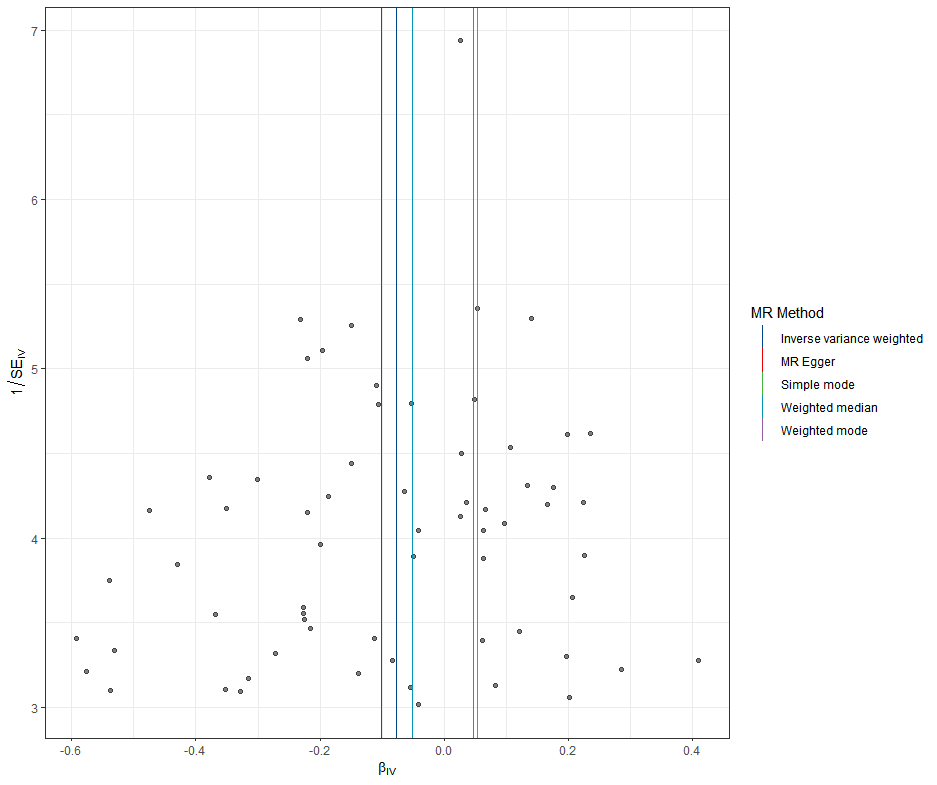 7
6
5
4
3
1/SE_IV
-0.6 -0.4 -0.2 0.0 0.2 0.4
β_IV
MR Method
Inverse variance weighted
MR Egger
Simple mode
Weighted median
Weighted mode